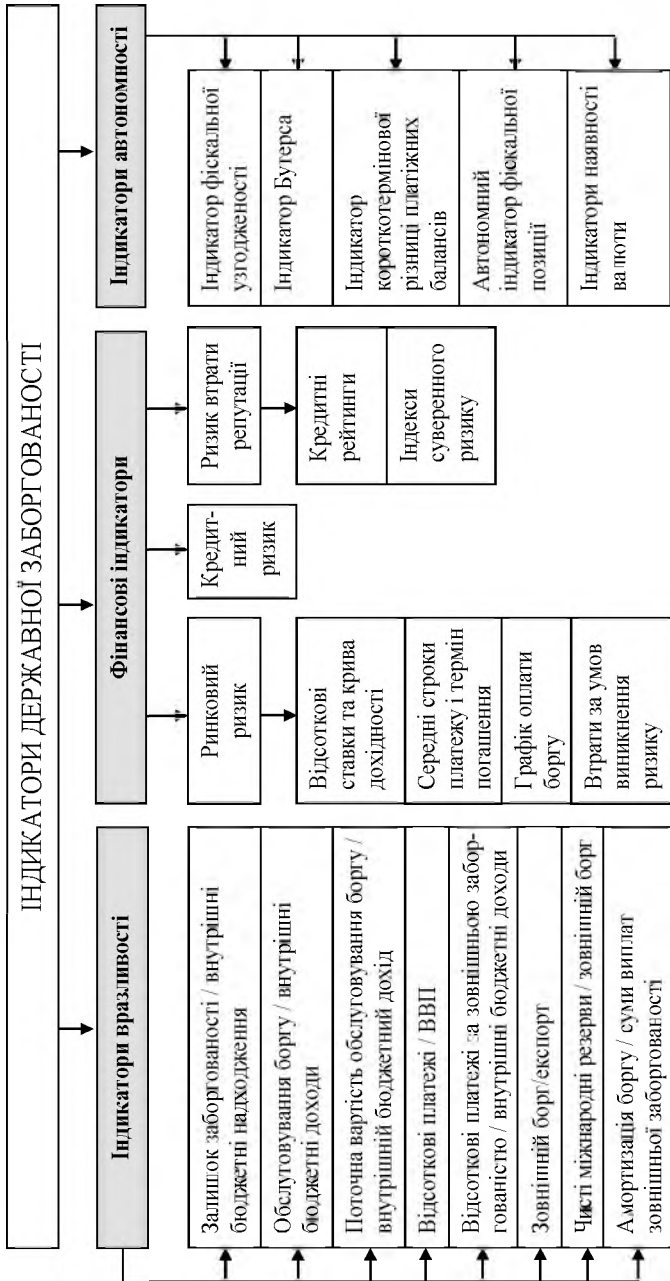 ІНДИКАТОРИ ДЕРЖАВНОЇ ЗАБОРГОВАНОСТІ
Індикатори вразливості
Залишок заборгованості / внутрішні
бюджетні надходження
Обслуговування боргу / внутрішні
бюджетні доходи
Поточна вартість обслуговування боргу /
внутрішній бюджетний дохід
Відсоткові платежі / ВВП
Відсоткові платежі за зовнішньою забор-
гованістю / внутрішні бюджетні доходи
Зовнішній борг/експорт
Чисті міжнародні резерви / зовнішній борг
Амортизація боргу / суми виплат
зовнішньої заборгованості
Фінансові індикатори
Ринковий
ризик
Відсоткові
ставки та крива
дохідності
Середні строки
платежу і термін
погашення
Графік оплати
боргу
Втрати за умов
виникнення
ризику
Кредит-
ний
ризик
Ризик втрати
репутації
Кредитні
рейтинги
Індекси
суверенного
ризику
Індикатори автономності
Індикатор фіскальної
узгодженості
Індикатор Бутерса
Індикатор
короткотермінової
різниці платіжних
балансів
Автономний
індикатор фіскальної
позиції
Індикатори наявності
валюти